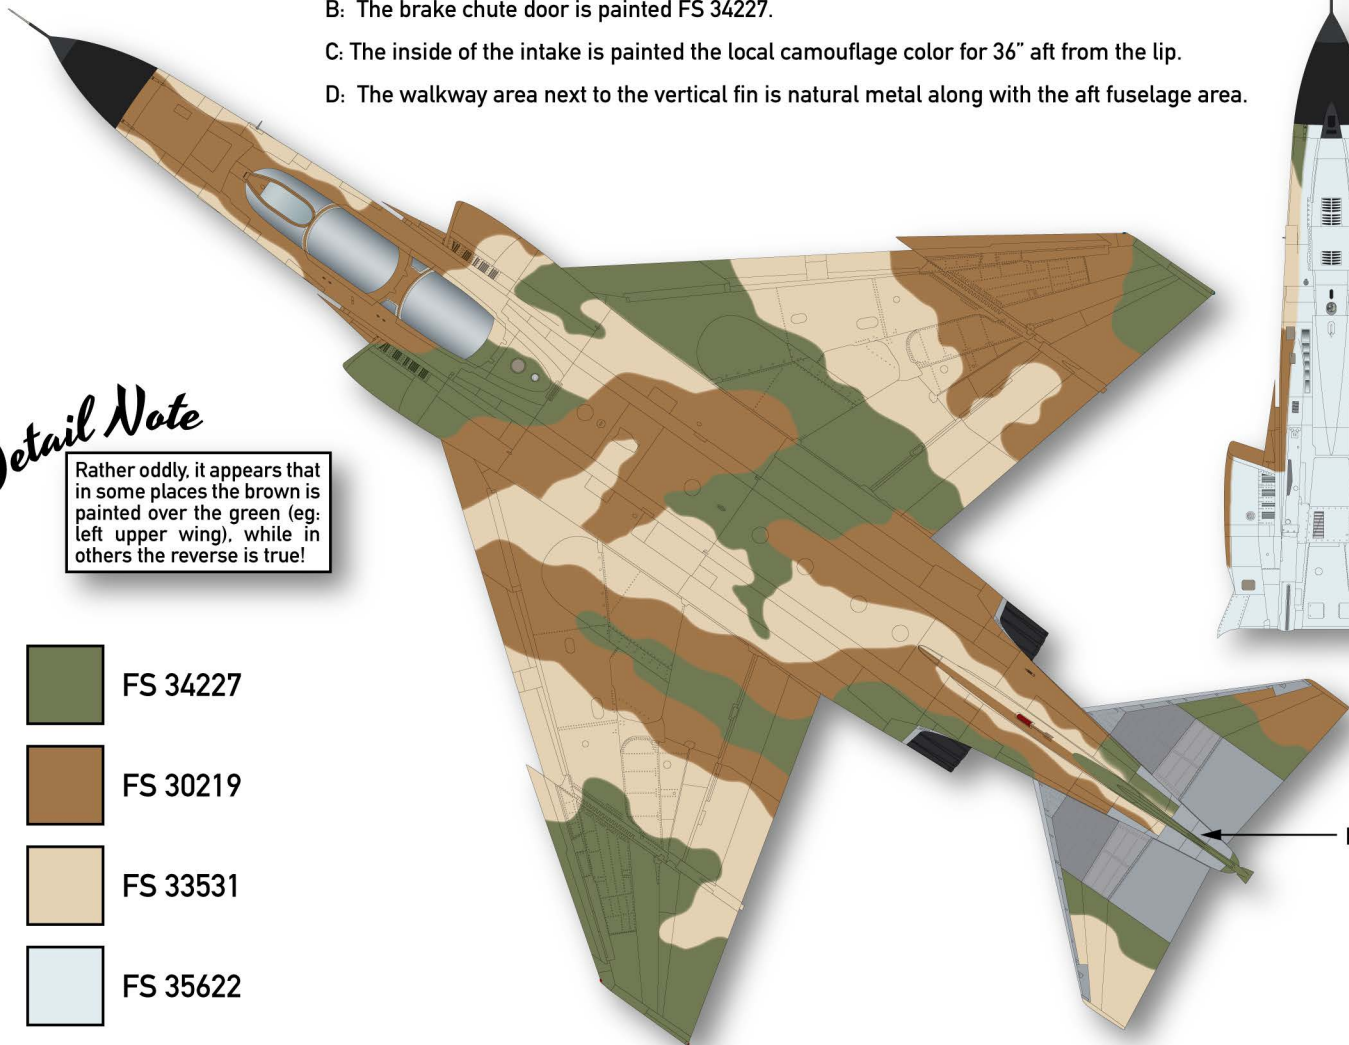 B: The brake chute door is painted FS 34227.
C: The inside of the intake is painted the local camouflage color for 36” aft from the lip.
D: The walkway area next to the vertical fin is natural metal along with the aft fuselage area.
Detail Note
Rather oddly, it appears that
in some places the brown is
painted over the green (eg:
left upper wing), while in
others the reverse is true!
FS 34227
FS 30219
FS 33531
FS 35622